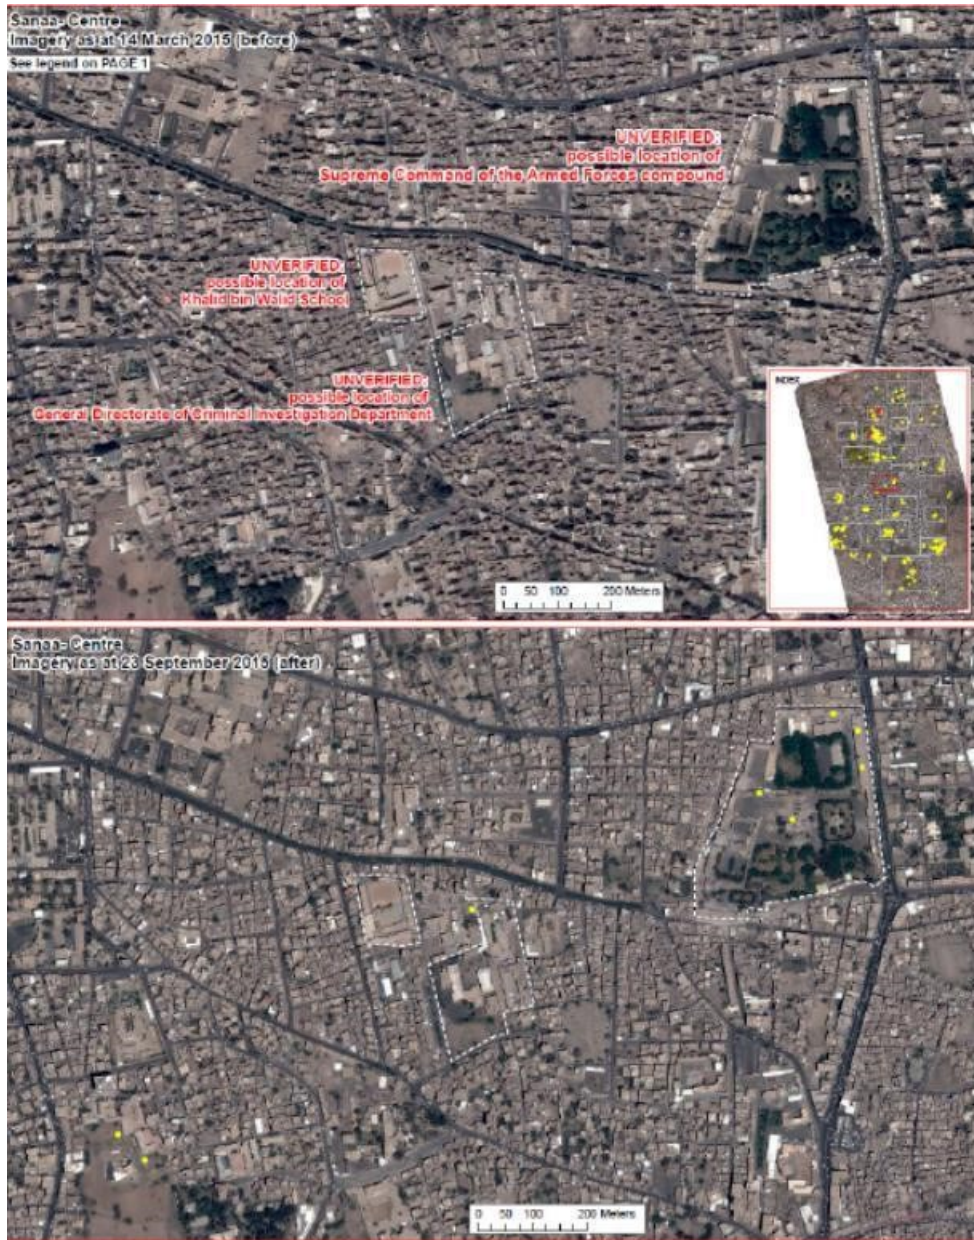 Sanaa- Centre
Imagery as at 14 March 2015 (before)
See legend on PAGE 1
UNVERIFIED:
possible location of
Supreme Command of the Armed Forces compound
UNVERIFIED:
possible location of
Khalid bin Walid School
UNVERIFIED:
possible location of
General Directorate of Criminal Investigation Department
INDEX
0 50 100 200 Meters
Sanaa- Centre
Imagery as at 23 September 2015 (after)
0 50 100 200 Meters